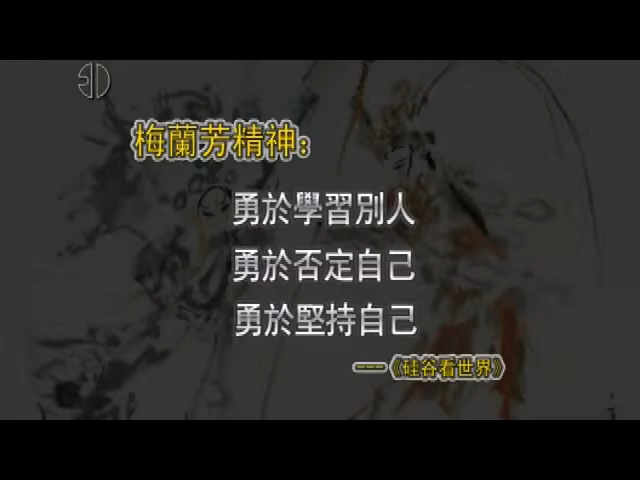 梅蘭芳精神：
勇於學習別人
勇於否定自己
勇於堅持自己
---《硅谷看世界》